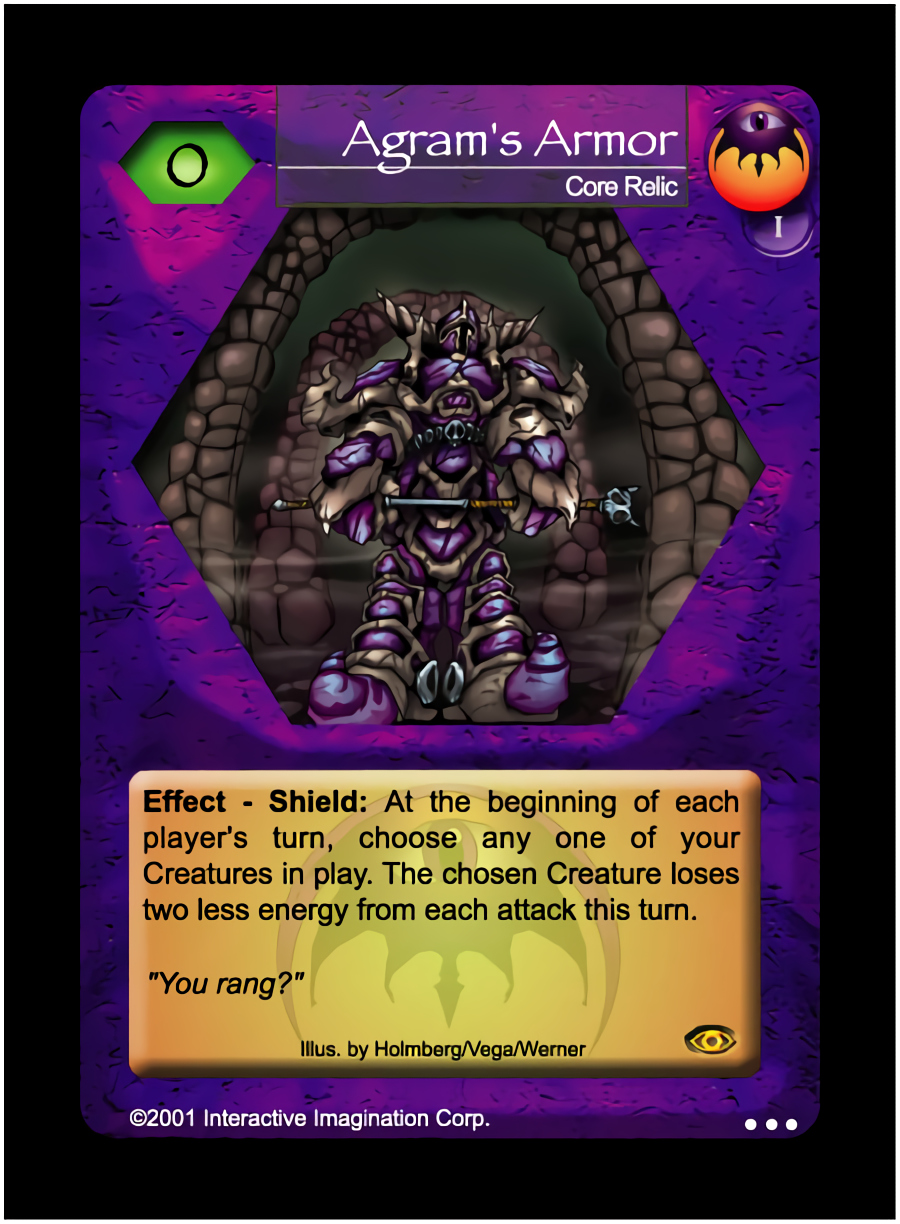 0
Agram's Armor
Core Relic
I
Effect - Shield: At the beginning of each
player's turn, choose any one of your
Creatures in play. The chosen Creature loses
two less energy from each attack this turn.
"You rang?"
Illus. by Holmberg/Vega/Werner
©2001 Interactive Imagination Corp.